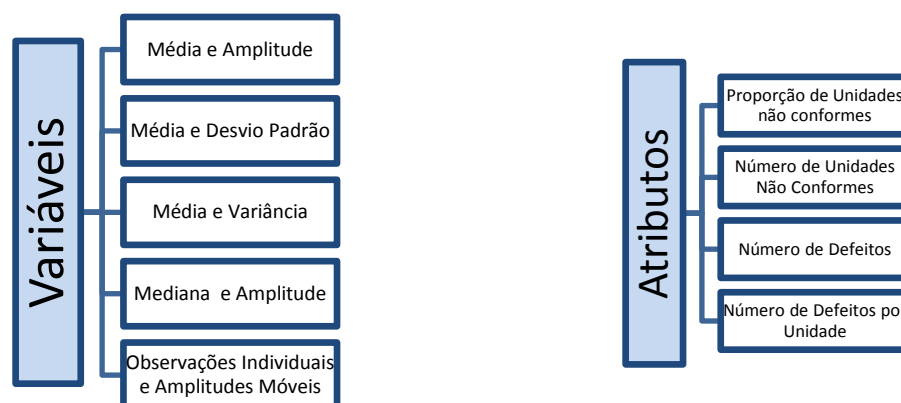 Variáveis
Média e Amplitude
Média e Desvio Padrão
Média e Variância
Mediana e Amplitude
Observações Individuais
e Amplitudes Móveis
Atributos
Proporção de Unidades
não conformes
Número de Unidades
Não Conformes
Número de Defeitos
Número de Defeitos po
Unidade